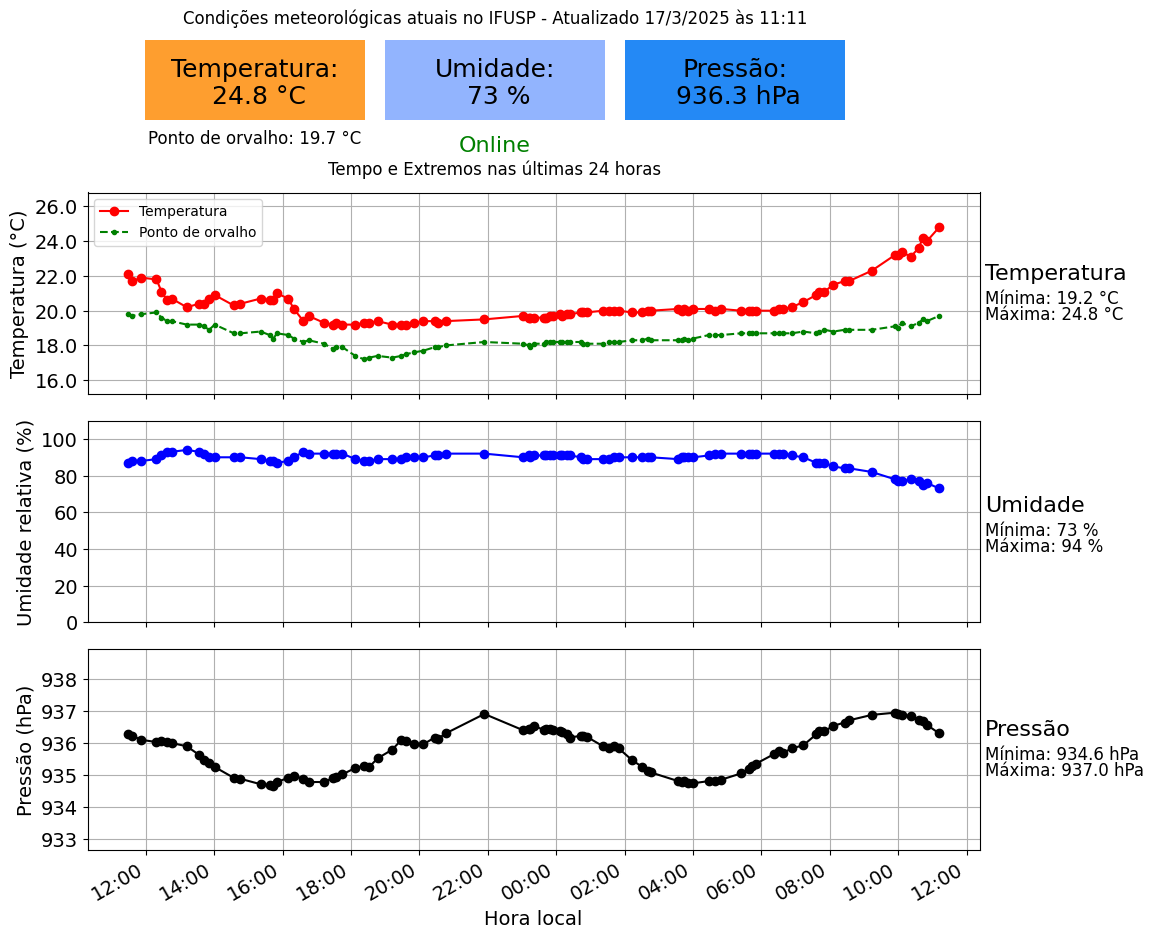 Condições meteorológicas atuais no IFUSP - Atualizado 17/3/2025 às 11:11
Temperatura:
24.8 °C
Umidade:
73 %
Pressão:
936.3 hPa
Ponto de orvalho: 19.7 °C
Online
Tempo e Extremos nas últimas 24 horas
Temperatura (°C)
26.0
24.0
22.0
20.0
18.0
16.0
Temperatura
Ponto de orvalho
Temperatura
Mínima: 19.2 °C
Máxima: 24.8 °C
Umidade relativa (%)
100
80
60
40
20
0
Umidade
Mínima: 73 %
Máxima: 94 %
Pressão (hPa)
938
937
936
935
934
933
Pressão
Mínima: 934.6 hPa
Máxima: 937.0 hPa
12:00 14:00 16:00 18:00 20:00 22:00 00:00 02:00 04:00 06:00 08:00 10:00 12:00
Hora local